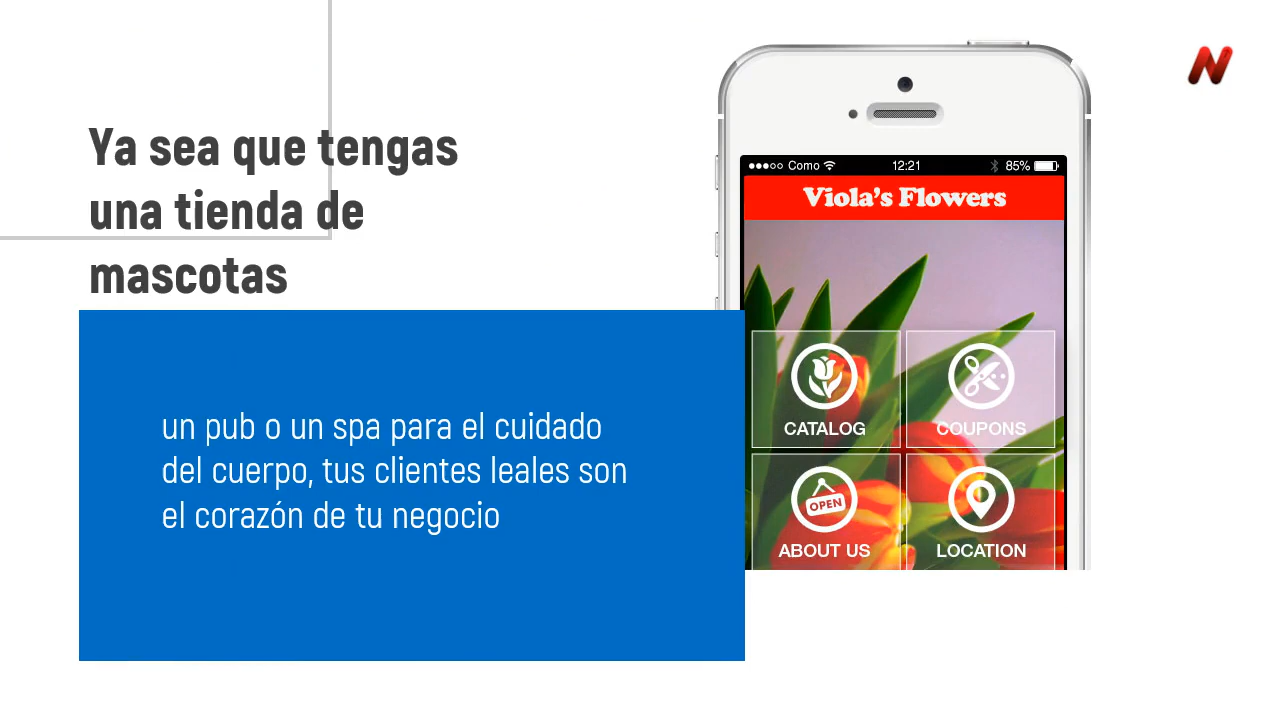 Ya sea que tengas
una tienda de
mascotas
un pub o un spa para el cuidado
del cuerpo, tus clientes leales son
el corazón de tu negocio
Como 12:21 85%
Viola's Flowers
CATALOG COUPONS
OPEN
ABOUT US LOCATION
N